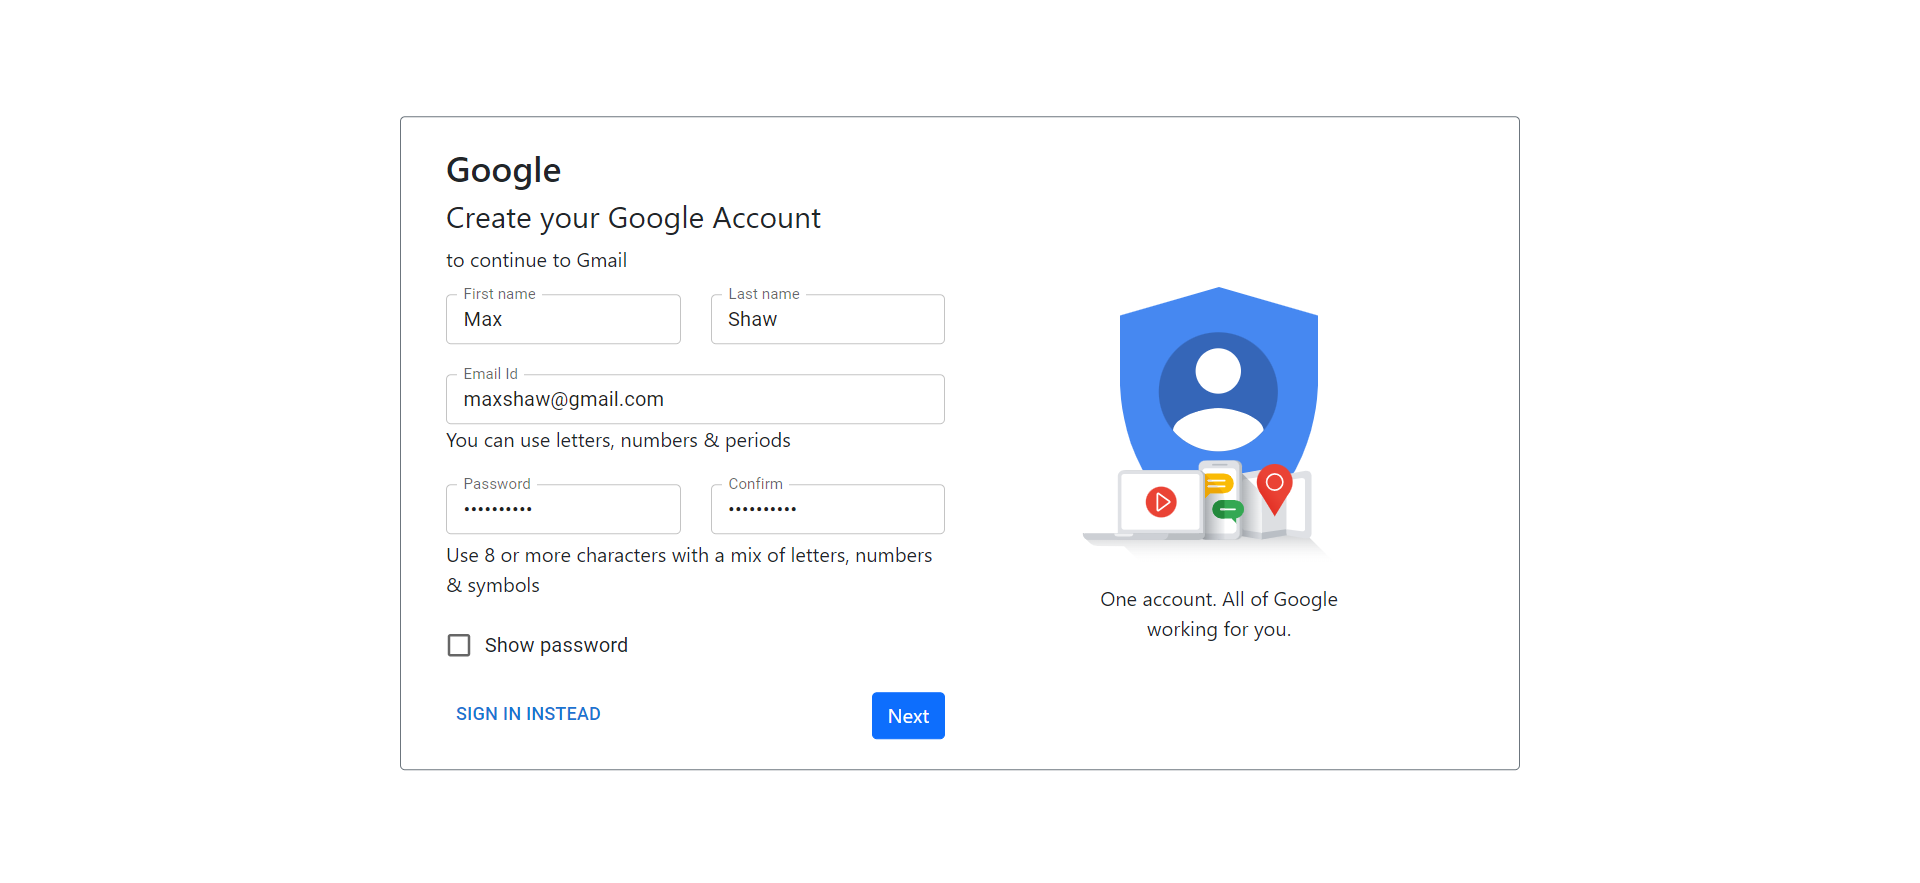 Google
Create your Google Account
to continue to Gmail
First name
Max
Last name
Shaw
Email Id
maxshaw@gmail.com
You can use letters, numbers & periods
Password
••••••••••
Confirm
••••••••••
Use 8 or more characters with a mix of letters, numbers
& symbols
Show password
SIGN IN INSTEAD
Next
One account. All of Google
working for you.